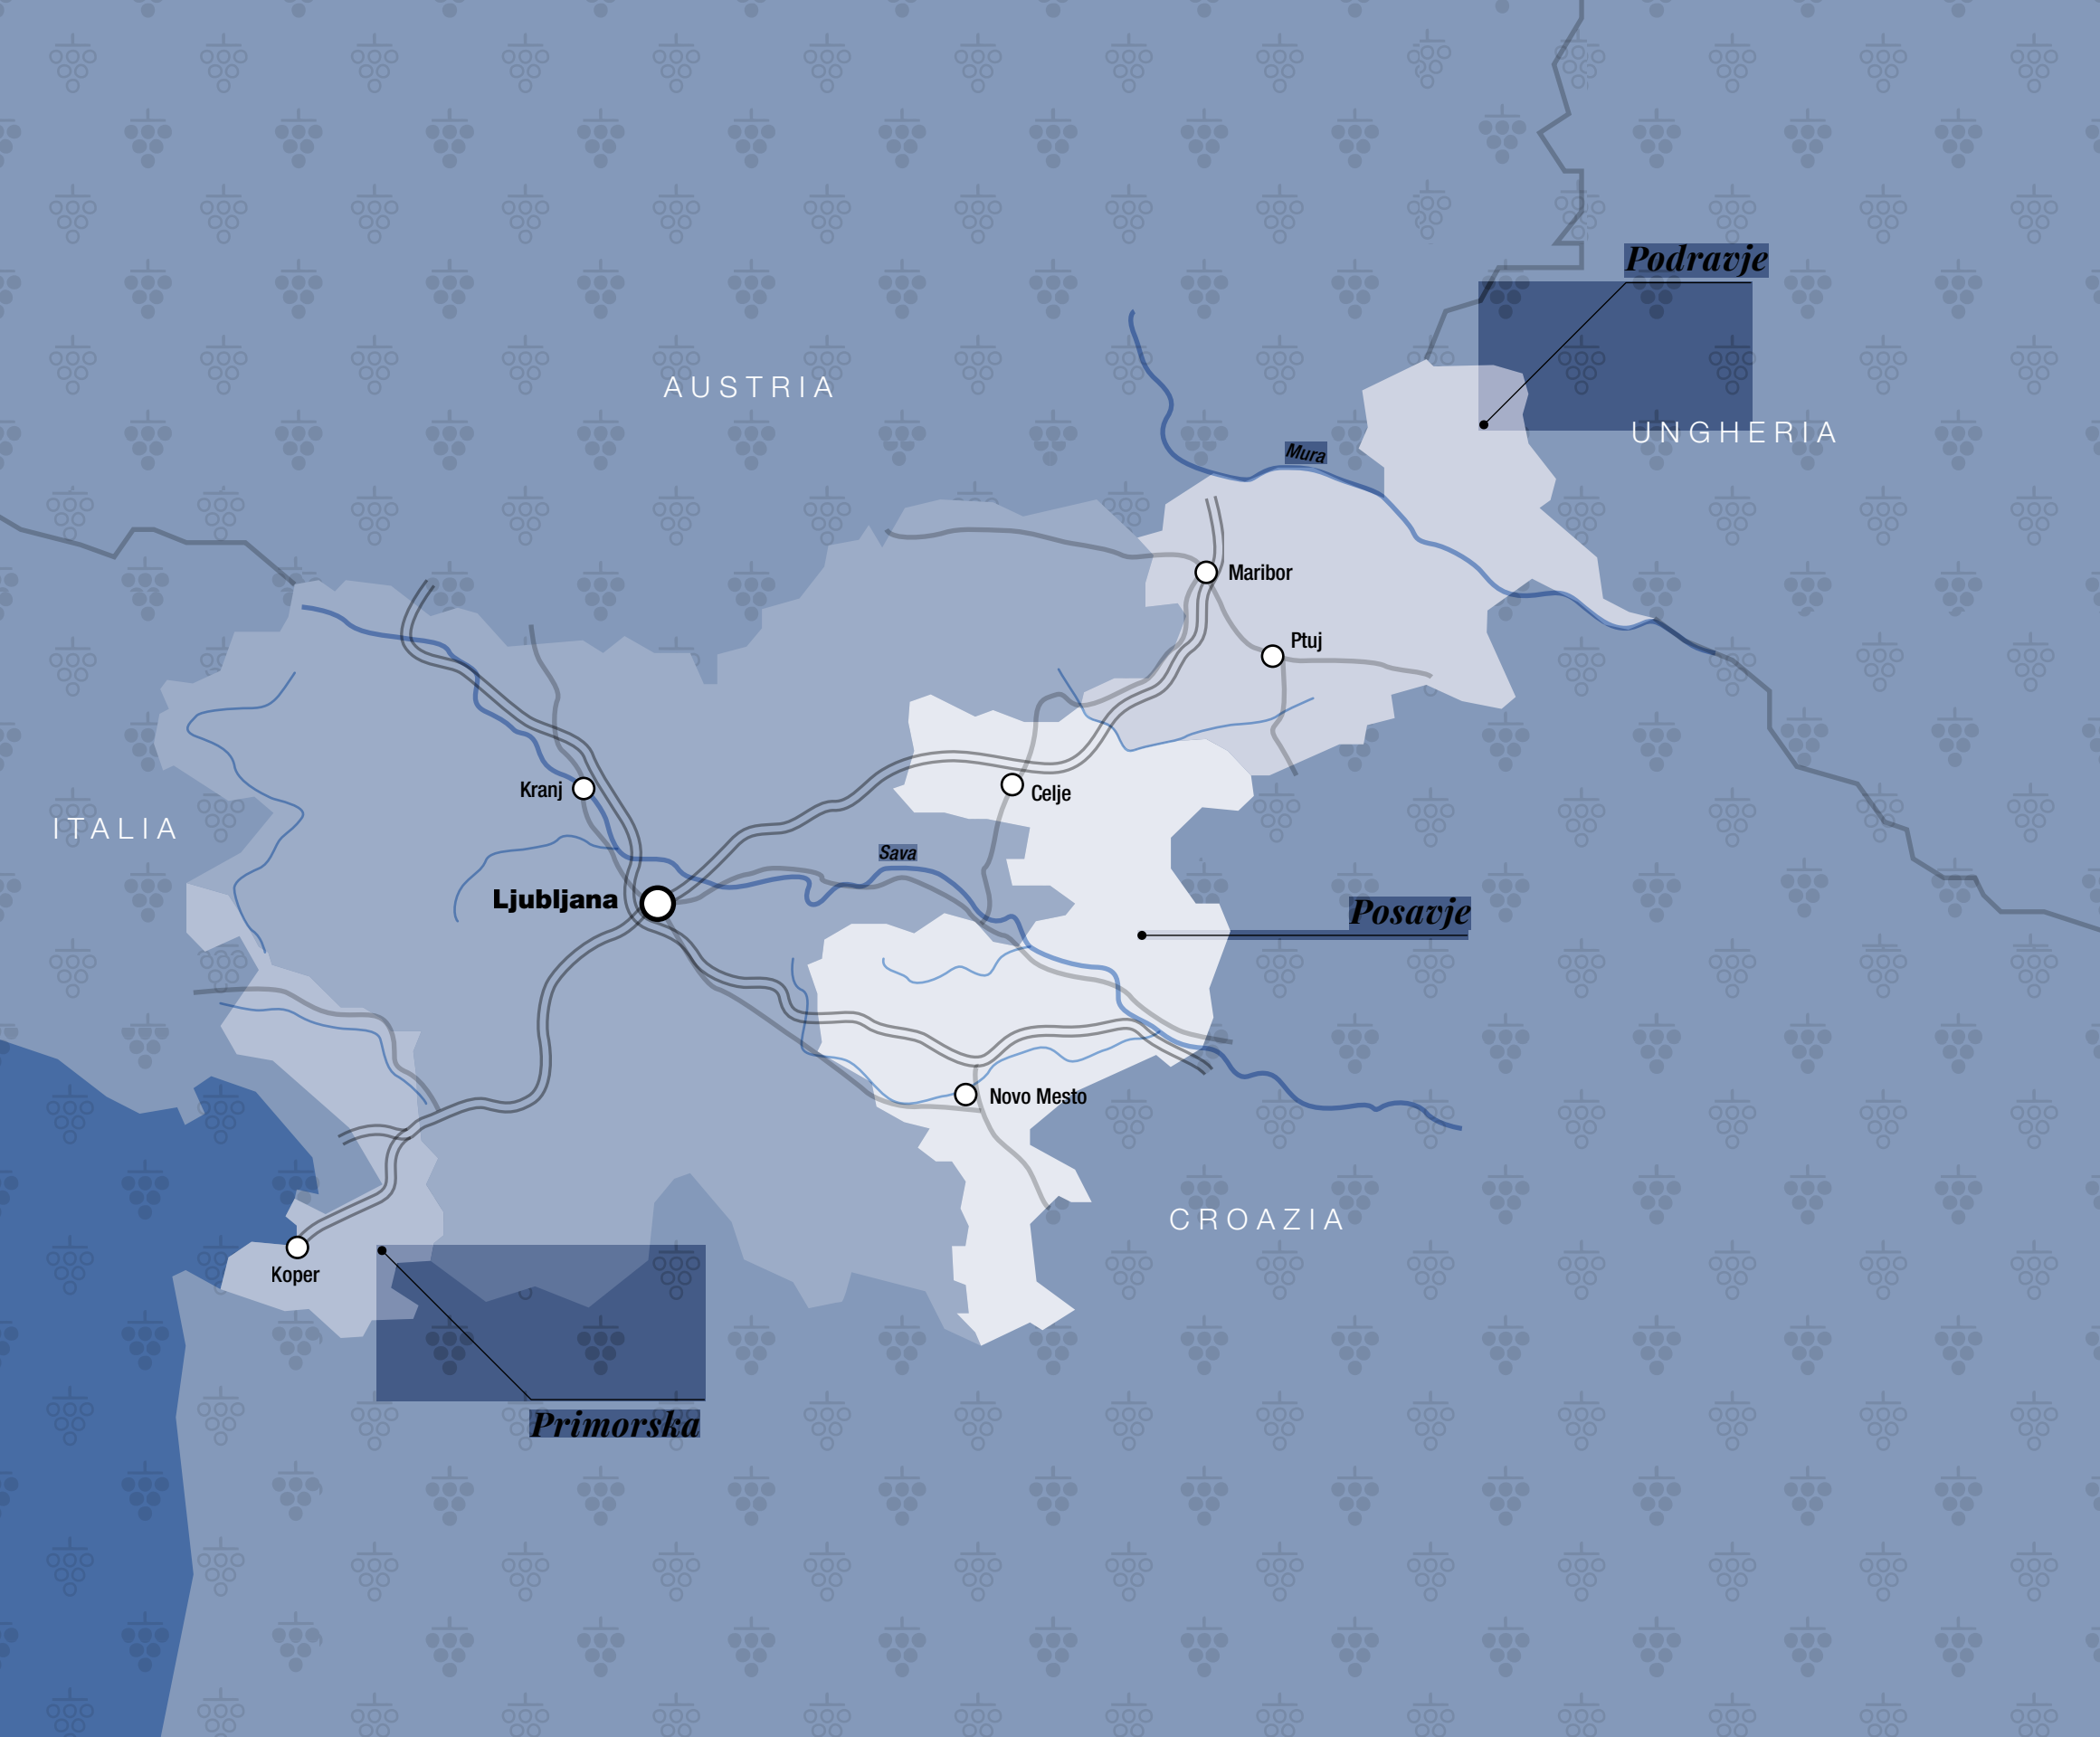 Podravje
AUSTRIA
UNGHERIA
Mura
Maribor
Ptuj
Kranj
Celje
ITALIA
Sava
Ljubljana
Posavje
Novo Mesto
CROAZIA
Koper
Primorska